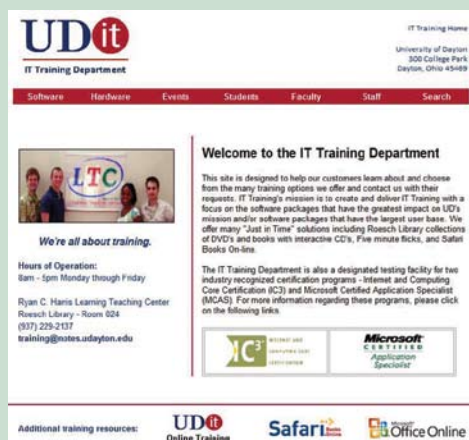 UDit
IT Training Department
IT Training Home
University of Dayton
300 College Park
Dayton, Ohio 45469
Software Hardware Events Students Faculty Staff Search
LTC
We're all about training.
Hours of Operation:
8am - 5pm Monday through Friday
Ryan C. Harris Learning Teaching Center
Roesch Library - Room 024
(937) 229-2137
training@notes.udayton.edu
Welcome to the IT Training Department
This site is designed to help our customers learn about and choose
from the many training options we offer and contact us with their
requests. IT Training's mission is to create and deliver IT Training with a
focus on the software packages that have the greatest impact on UD's
mission and/or software packages that have the largest user base. We
offer many "Just in Time" solutions including Roesch Library collections
of DVD's and books with interactive CD's, Five minute flicks, and Safari
Books On-line.
The IT Training Department is also a designated testing facility for two
industry recognized certification programs - Internet and Computing
Core Certification (IC3) and Microsoft Certified Application Specialist
(MCAS). For more information regarding these programs, please click
on the following links.
IC3
INTERNET AND
COMPUTING CORE
CERTIFICATION
Microsoft
CERTIFIED
Application
Specialist
Additional training resources:
UDit
Online Training
Safari
Books Online
Microsoft
Office Online